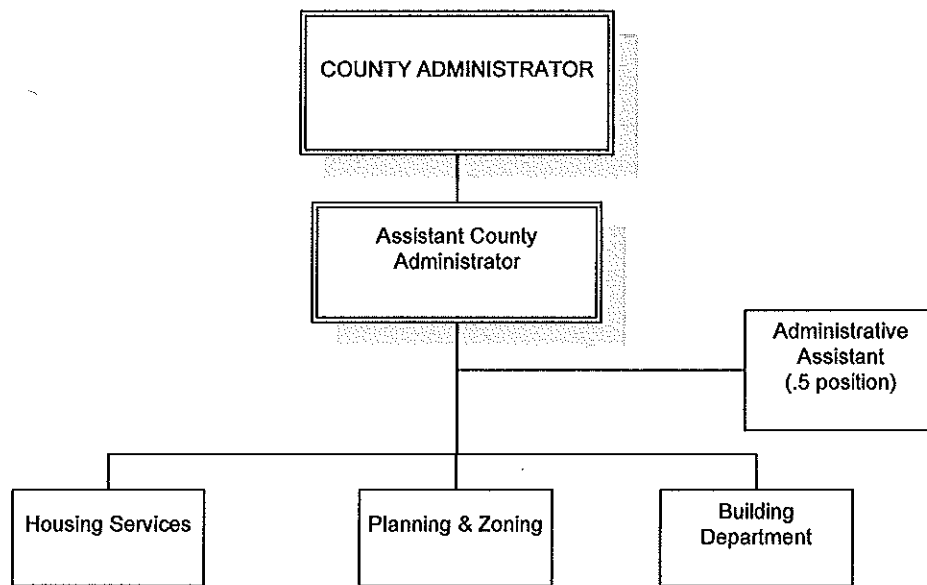 COUNTY ADMINISTRATOR
Assistant County
Administrator
Administrative
Assistant
(.5 position)
Housing Services
Planning & Zoning
Building
Department